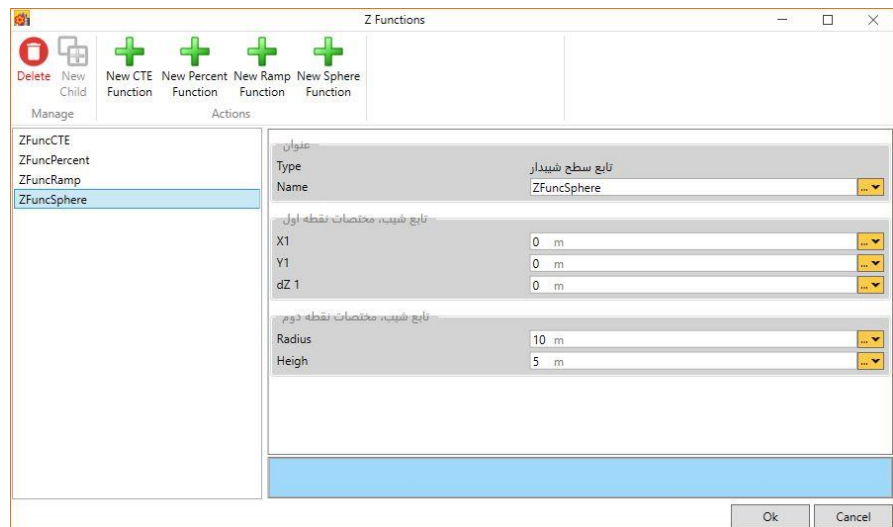 Z Functions
Delete
New Child
New CTE Function
New Percent Function
New Ramp Function
New Sphere Function
Manage
Actions
ZFuncCTE
ZFuncPercent
ZFuncRamp
ZFuncSphere
عنوان
Type تابع سطح شیبدار
Name ZFuncSphere ...
تابع شیب، مختصات نقطه اول
X1 0 m ...
Y1 0 m ...
dZ 1 0 m ...
تابع شیب، مختصات نقطه دوم
Radius 10 m ...
Heigh 5 m ...
Ok Cancel